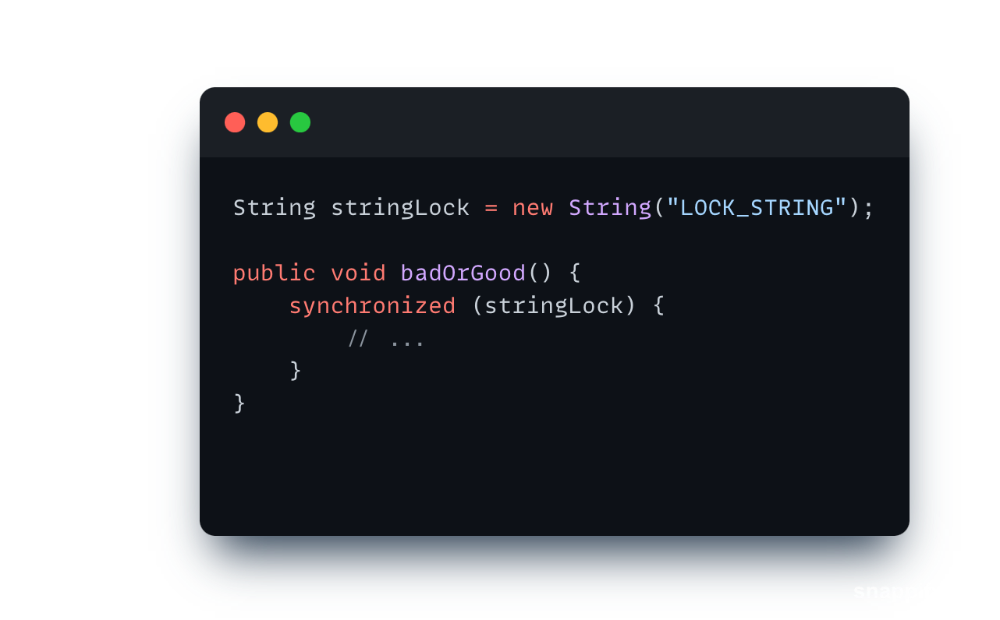 String stringLock = new String("LOCK_STRING");
public void badOrGood() {
synchronized (stringLock) {
// ...
}
}